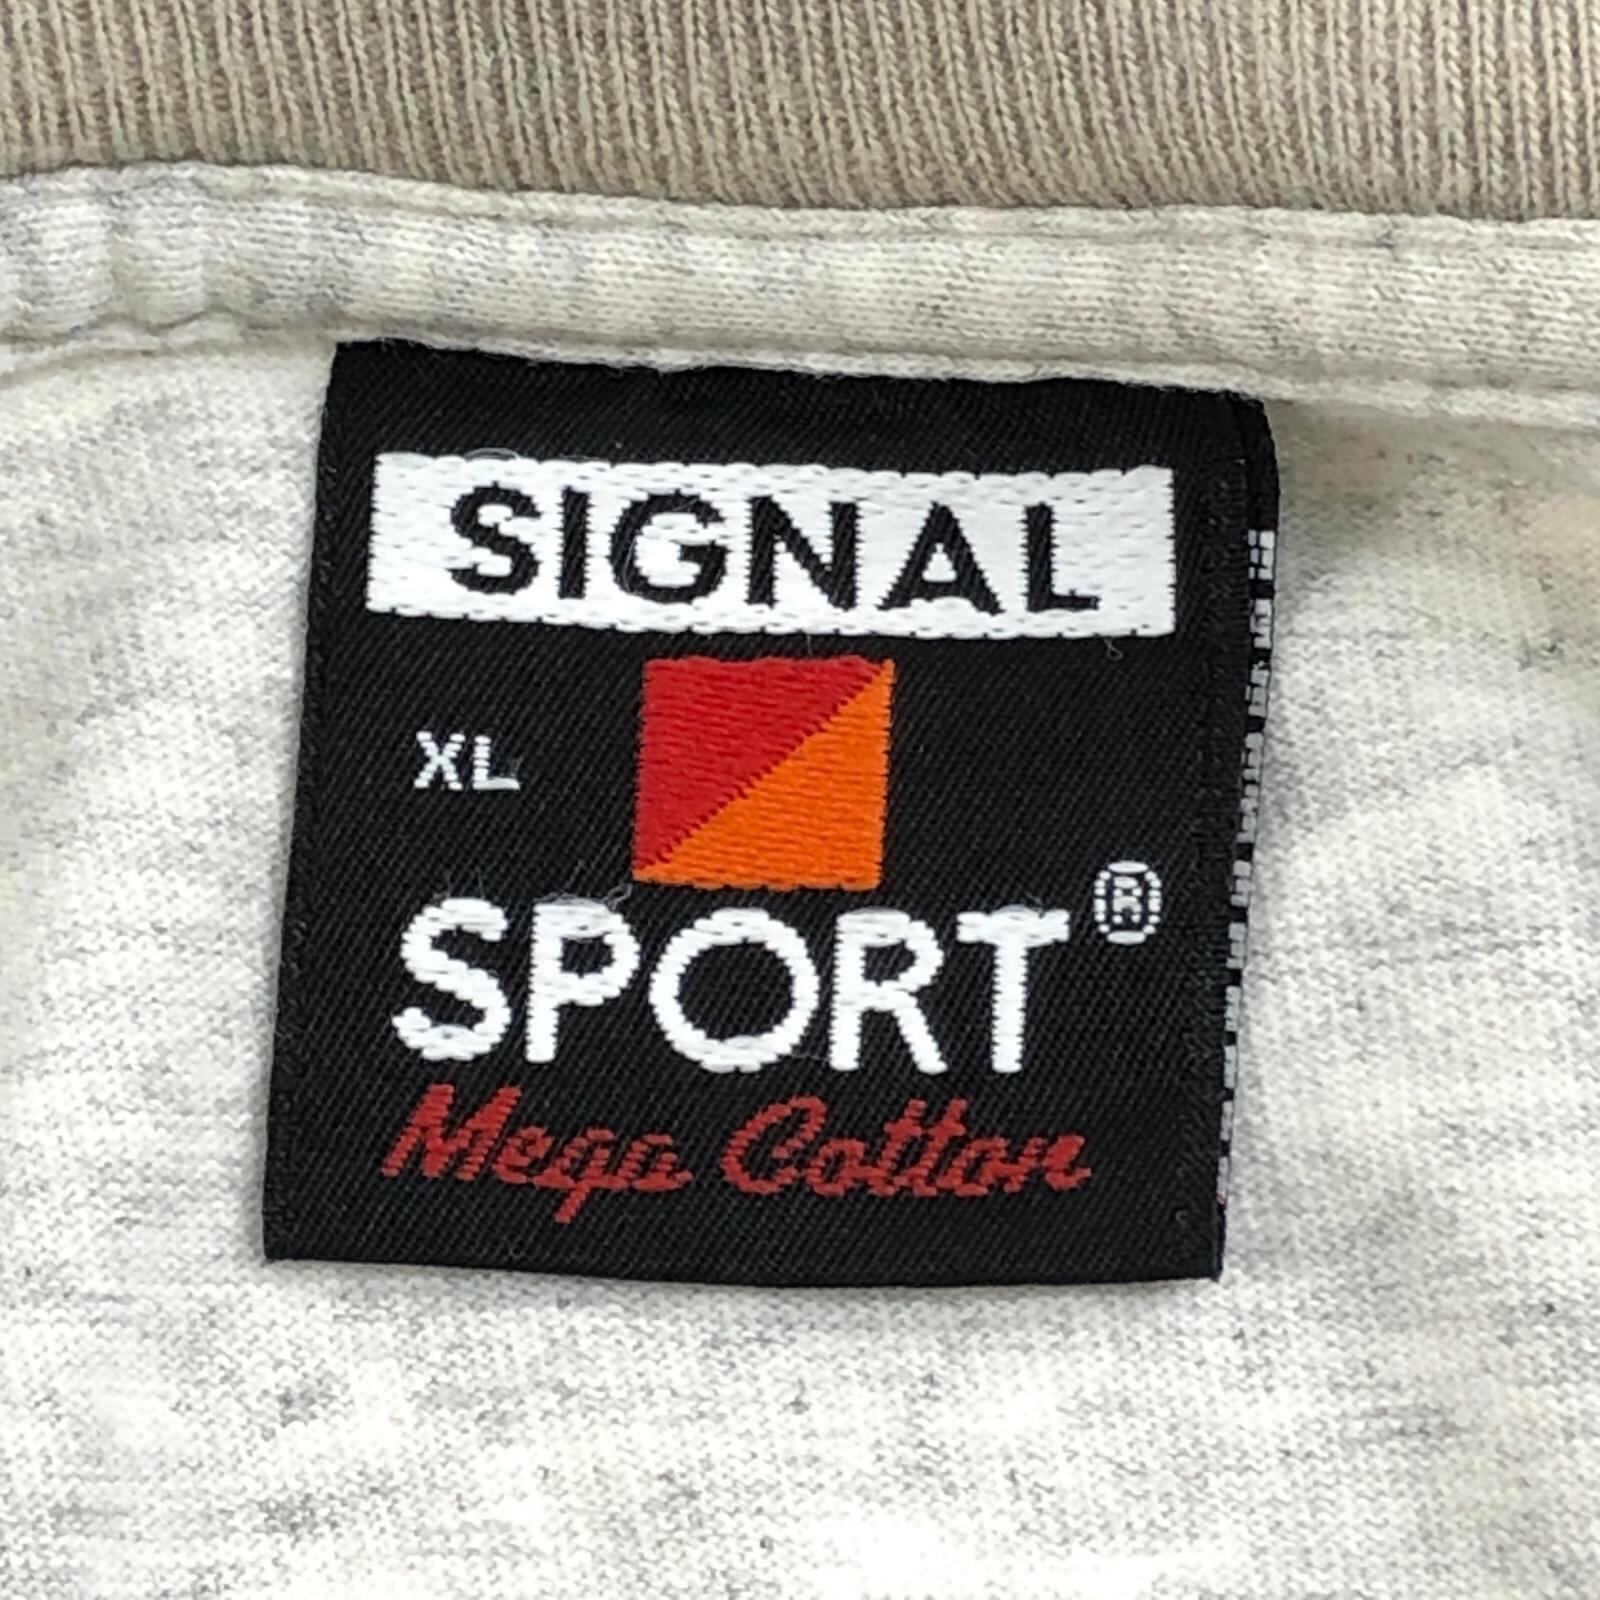 SIGNAL
XL
SPORT®
Mega Cotton